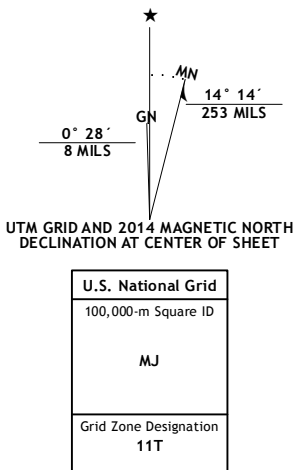 ★
MN
14° 14´
253 MILS
GN
0° 28´
8 MILS
UTM GRID AND 2014 MAGNETIC NORTH
DECLINATION AT CENTER OF SHEET
U.S. National Grid
100,000-m Square ID
MJ
Grid Zone Designation
11T